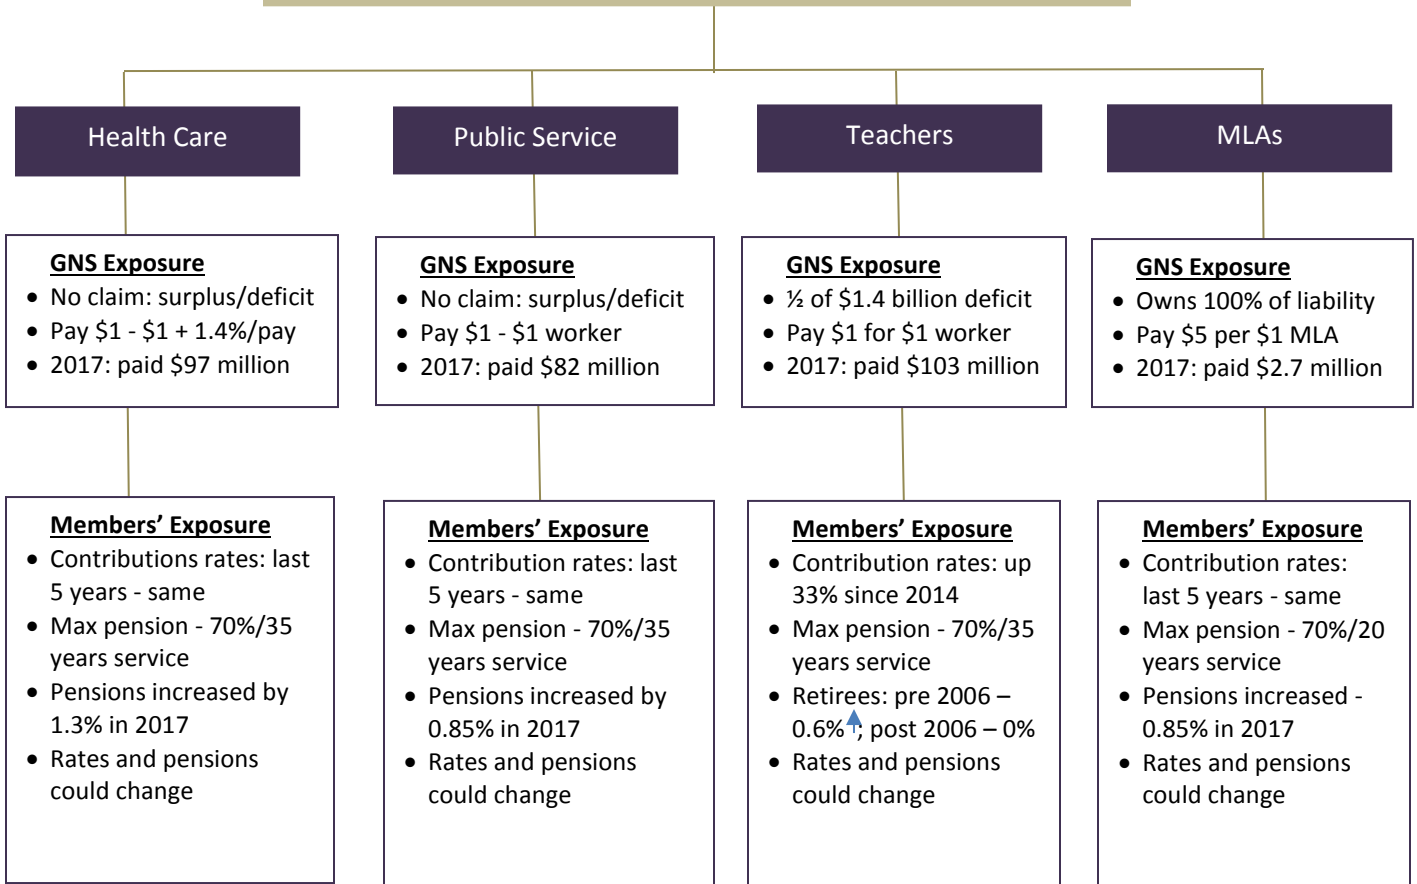 Health Care
Public Service
Teachers
MLAs
GNS Exposure
• No claim: surplus/deficit
• Pay $1 - $1 + 1.4%/pay
• 2017: paid $97 million
GNS Exposure
• No claim: surplus/deficit
• Pay $1 - $1 worker
• 2017: paid $82 million
GNS Exposure
• ½ of $1.4 billion deficit
• Pay $1 for $1 worker
• 2017: paid $103 million
GNS Exposure
• Owns 100% of liability
• Pay $5 per $1 MLA
• 2017: paid $2.7 million
Members’ Exposure
• Contributions rates: last
5 years - same
• Max pension - 70%/35
years service
• Pensions increased by
1.3% in 2017
• Rates and pensions
could change
Members’ Exposure
• Contribution rates: last
5 years - same
• Max pension - 70%/35
years service
• Pensions increased by
0.85% in 2017
• Rates and pensions
could change
Members’ Exposure
• Contribution rates: up
33% since 2014
• Max pension - 70%/35
years service
• Retirees: pre 2006 –
0.6% ; post 2006 – 0%
• Rates and pensions
could change
Members’ Exposure
• Contribution rates:
last 5 years - same
• Max pension - 70%/20
years service
• Pensions increased -
0.85% in 2017
• Rates and pensions
could change